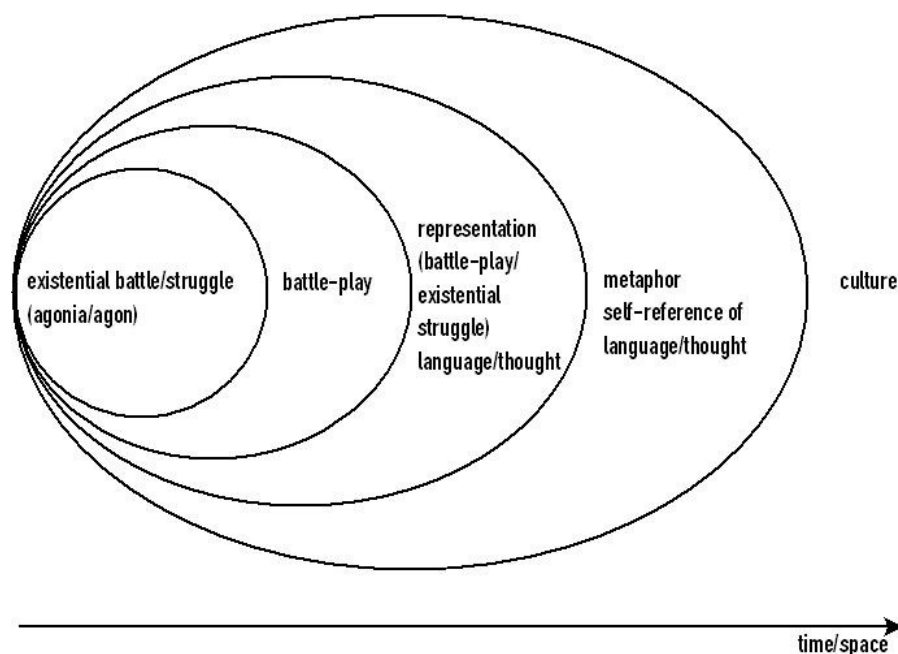 existential battle/struggle
(agonia/agon)
battle-play
representation
(battle-play/
existential
struggle)
language/thought
metaphor
self-reference of
language/thought
culture
time/space